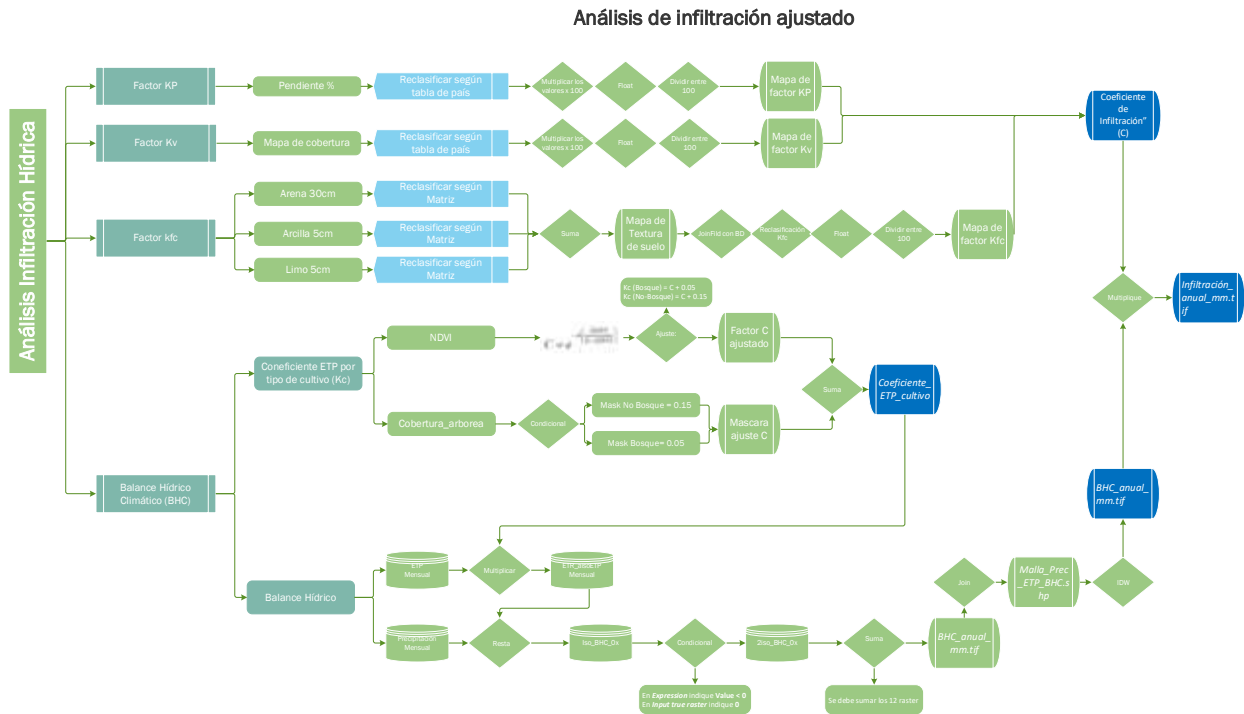 Análisis de infiltración ajustado
Análisis Infiltración Hídrica
Factor KP
Pendiente %
Reclasificar según
tabla de país
Multiplicar los
valores x 100
Float
Dividir entre
100
Mapa de
factor KP
Coeficiente
de
Infiltración"
(C)
Factor Kv
Mapa de cobertura
Reclasificar según
tabla de país
Multiplicar los
valores x 100
Float
Dividir entre
100
Mapa de
factor Kv
Factor kfc
Arena 30cm
Reclasificar según
Matriz
Arcilla 5cm
Reclasificar según
Matriz
Limo 5cm
Reclasificar según
Matriz
Suma
Mapa de
Textura
de suelo
JoinFid con BD
Reclasificación
Kfc
Float
Dividir entre
100
Mapa de
factor Kfc
Multiplique
Infiltración_
anual_mm.t
if
Kc (Bosque) = C + 0.05
Kc (No-Bosque) = C + 0.15
Coneficiente ETP por
tipo de cultivo (Kc)
NDVI
Ajuste:
Factor C
ajustado
Suma
Coeficiente_
ETP_cultivo
Cobertura_arborea
Condicional
Mask No Bosque = 0.15
Mask Bosque= 0.05
Mascara
ajuste C
Balance Hídrico
Climático (BHC)
BHC_anual_
mm.tif
Balance Hídrico
ETP
Mensual
Multiplicar
Mensual
Join
Malla_Prec
_ETP_BHC.s
hp
IDW
Precipitación
Mensual
Resta
Iso_BHC_0x
Condicional
2iso_BHC_0x
Suma
BHC_anual_
mm.tif
En Expression indique Value < 0
En Input true raster indique 0
Se debe sumar los 12 raster